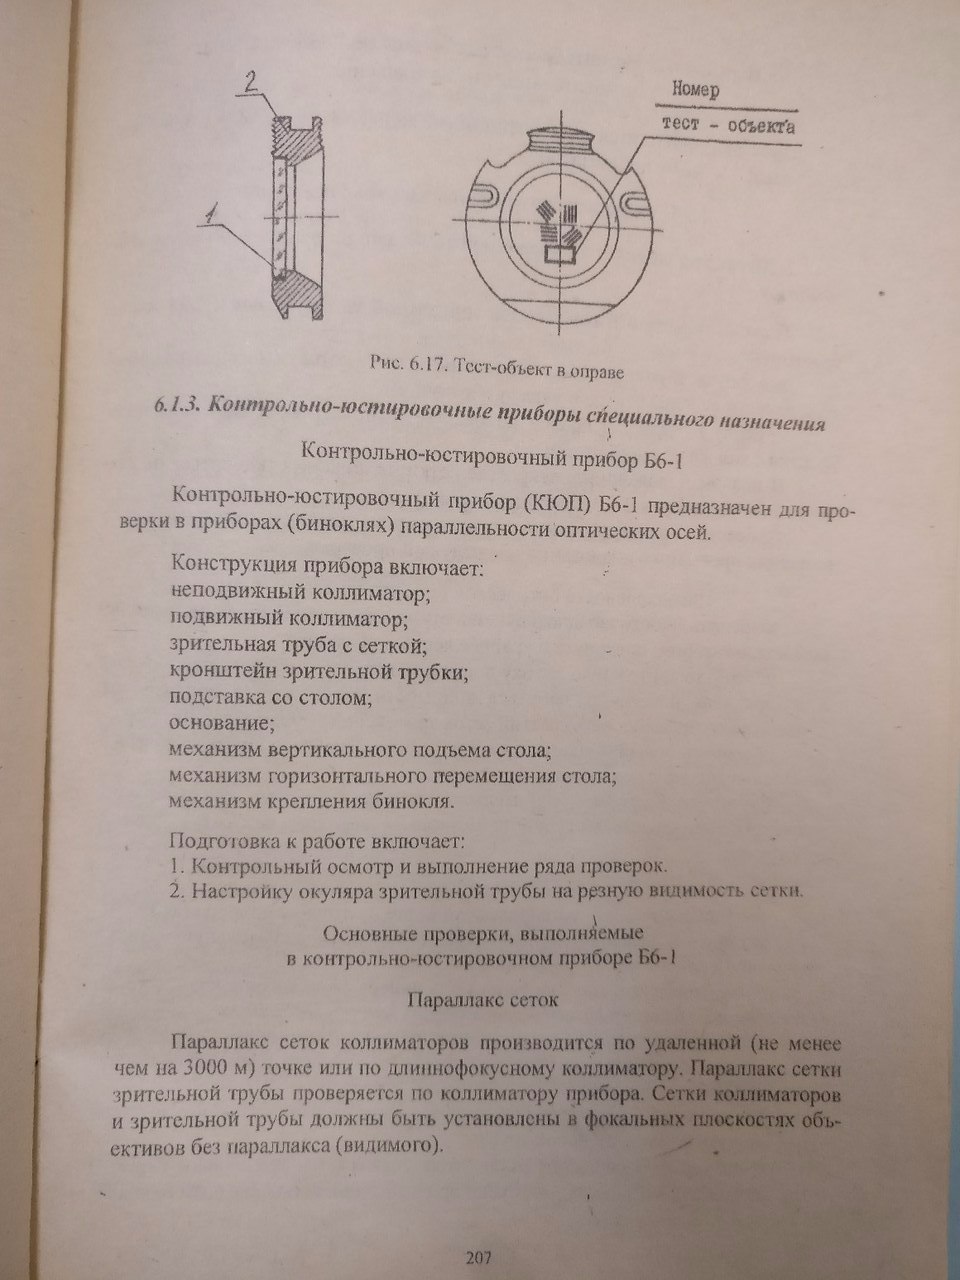 2
1
Номер
тест - объекта
Рис. 6.17. Тест-объект в оправе
6.1.3. Контрольно-юстировочные приборы специального назначения
Контрольно-юстировочный прибор Б6-1
Контрольно-юстировочный прибор (КЮП) Б6-1 предназначен для про-
верки в приборах (биноклях) параллельности оптических осей.
Конструкция прибора включает:
неподвижный коллиматор;
подвижный коллиматор;
зрительная труба с сеткой;
кронштейн зрительной трубки;
подставка со столом;
основание;
механизм вертикального подъема стола;
механизм горизонтального перемещения стола;
механизм крепления бинокля.
Подготовка к работе включает:
1. Контрольный осмотр и выполнение ряда проверок.
2. Настройку окуляра зрительной трубы на резную видимость сетки.
Основные проверки, выполняемые
в контрольно-юстировочном приборе Б6-1
Параллакс сеток
Параллакс сеток коллиматоров производится по удаленной (не менее
чем на 3000 м) точке или по длиннофокусному коллиматору. Параллакс сетки
зрительной трубы проверяется по коллиматору прибора. Сетки коллиматоров
и зрительной трубы должны быть установлены в фокальных плоскостях объ-
ективов без параллакса (видимого).
207